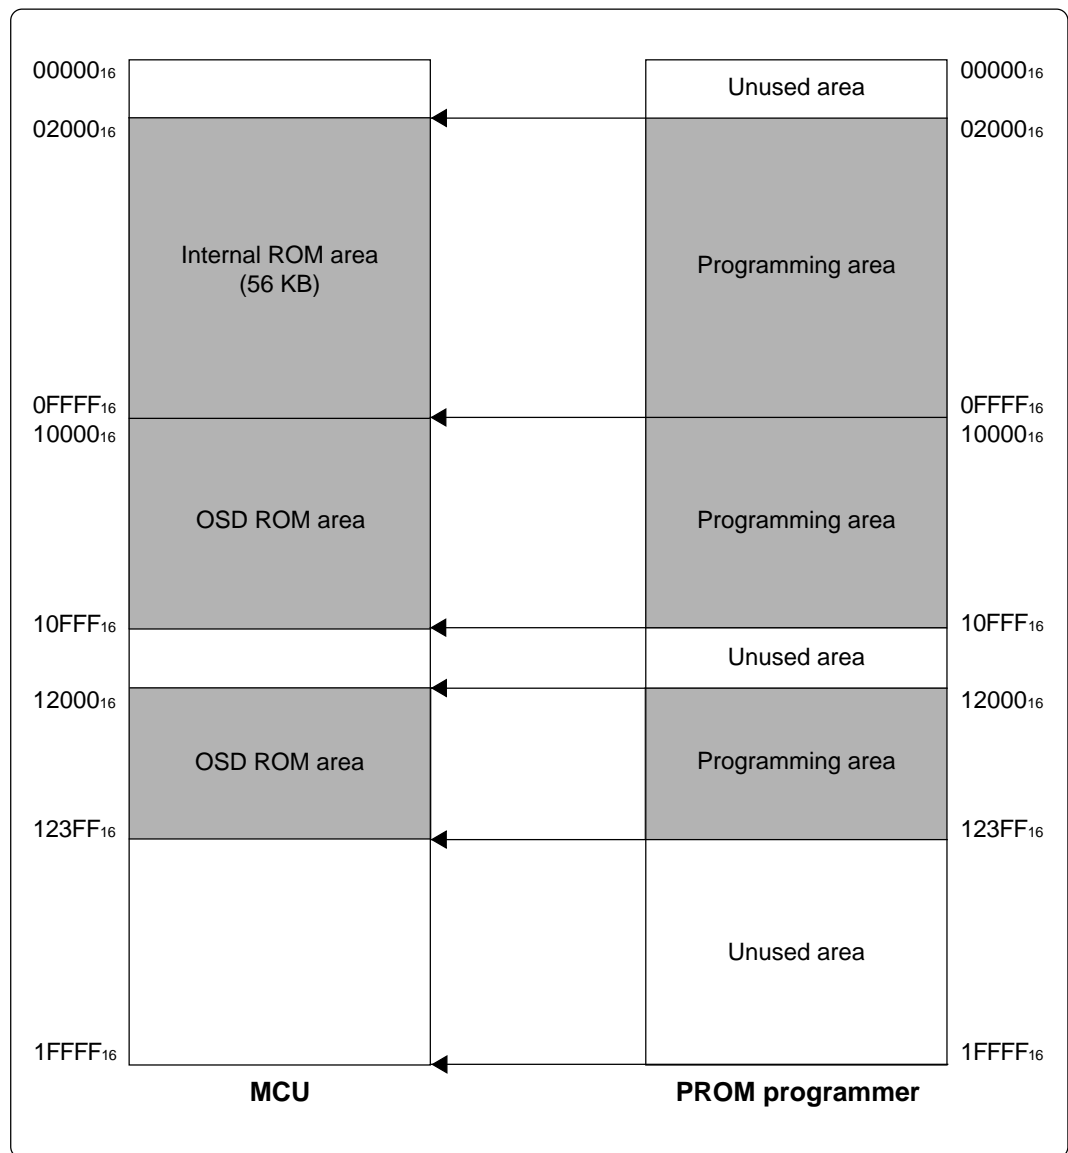 00000₁₆
Unused area
00000₁₆
02000₁₆
02000₁₆
Internal ROM area
(56 KB)
Programming area
0FFFF₁₆
0FFFF₁₆
10000₁₆
10000₁₆
OSD ROM area
Programming area
10FFF₁₆
10FFF₁₆
Unused area
12000₁₆
12000₁₆
OSD ROM area
Programming area
123FF₁₆
123FF₁₆
Unused area
1FFFF₁₆
1FFFF₁₆
MCU
PROM programmer